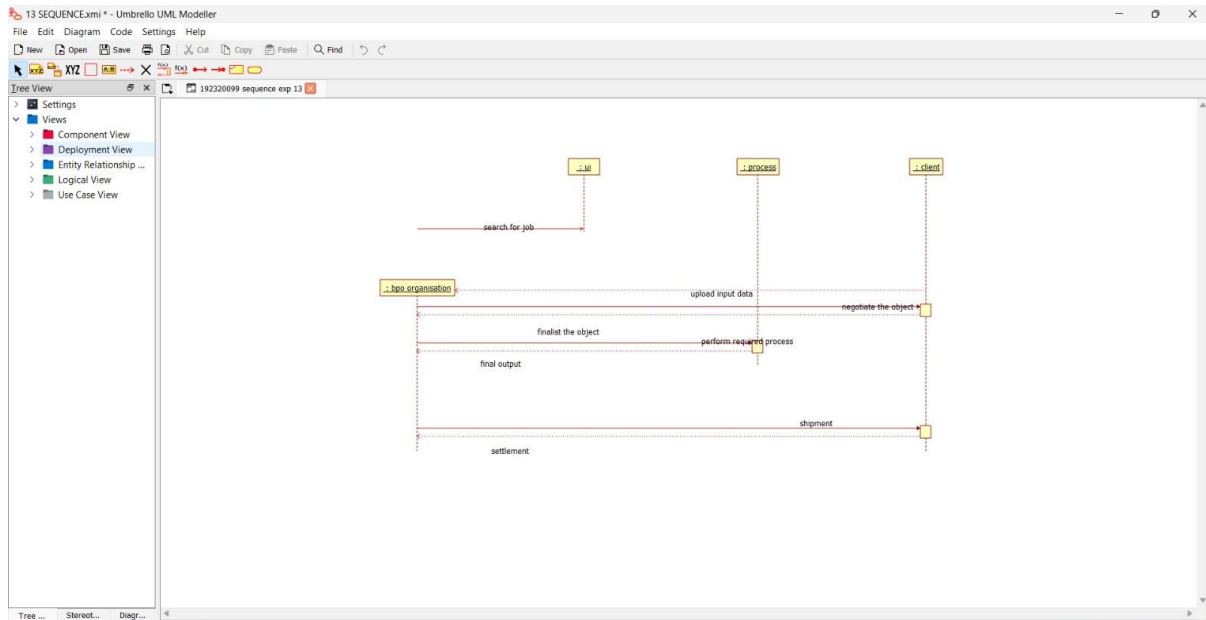 13 SEQUENCE.xmi * - Umbrello UML Modeller
File Edit Diagram Code Settings Help
New Open Save Cut Copy Paste Find
XYZ XYZ A:B f(x) f(x)
Tree View
192320099 sequence exp 13
Settings
Views
Component View
Deployment View
Entity Relationship ...
Logical View
Use Case View
: ui
: process
: client
search for job
: bpo organisation
upload input data
negotiate the object
finalist the object
perform required process
final output
shipment
settlement
Tree ... Stereot... Diagr...